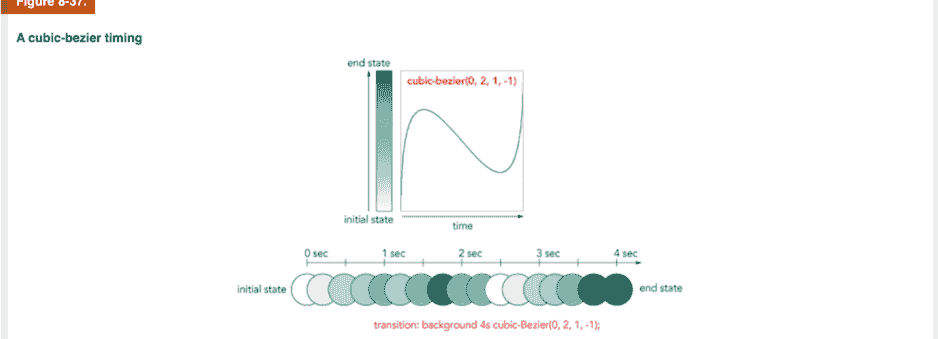 Figure 8-37.
A cubic-bezier timing
end state
cubic-bezier(0, 2, 1, -1)
initial state
time
0 sec 1 sec 2 sec 3 sec 4 sec
initial state
end state
transition: background 4s cubic-Bezier(0, 2, 1, -1);